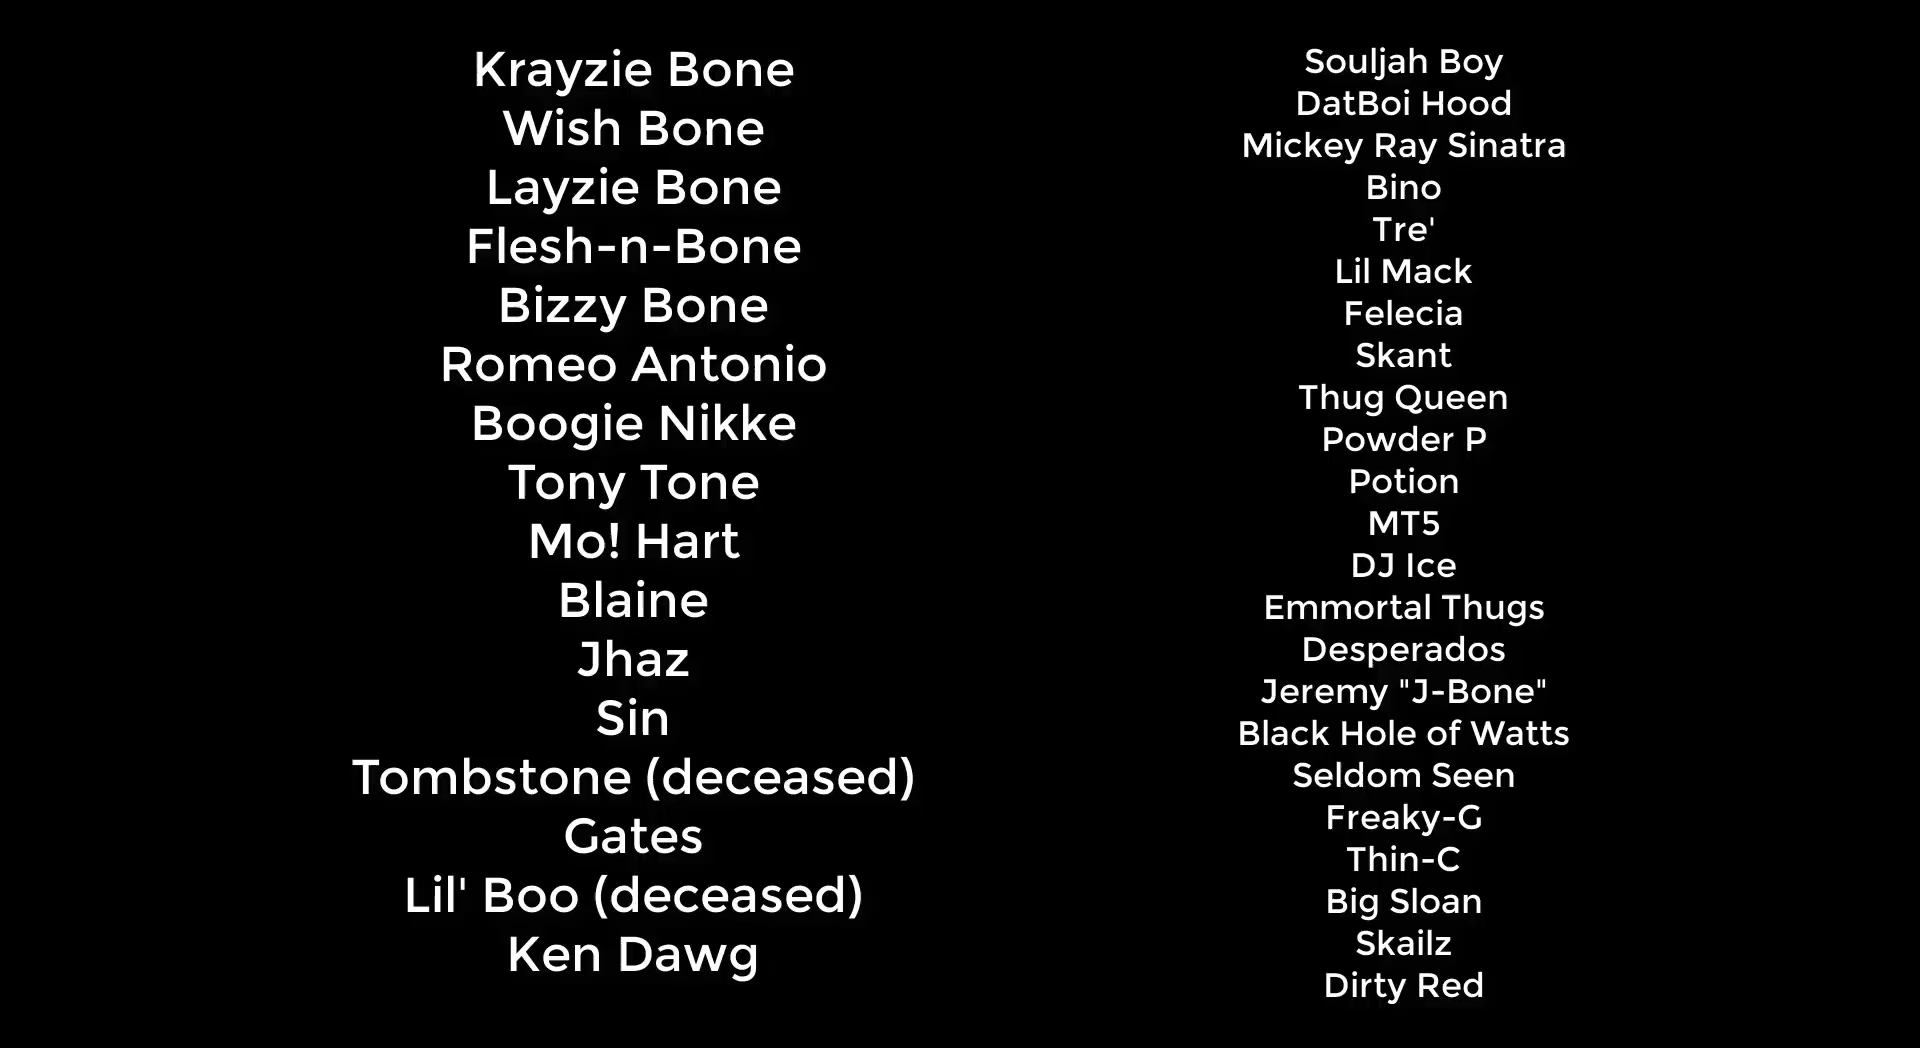 Krayzie Bone
Wish Bone
Layzie Bone
Flesh-n-Bone
Bizzy Bone
Romeo Antonio
Boogie Nikke
Tony Tone
Mo! Hart
Blaine
Jhaz
Sin
Tombstone (deceased)
Gates
Lil' Boo (deceased)
Ken Dawg
Souljah Boy
DatBoi Hood
Mickey Ray Sinatra
Bino
Tre'
Lil Mack
Felecia
Skant
Thug Queen
Powder P
Potion
MT5
DJ Ice
Emmortal Thugs
Desperados
Jeremy "J-Bone"
Black Hole of Watts
Seldom Seen
Freaky-G
Thin-C
Big Sloan
Skailz
Dirty Red